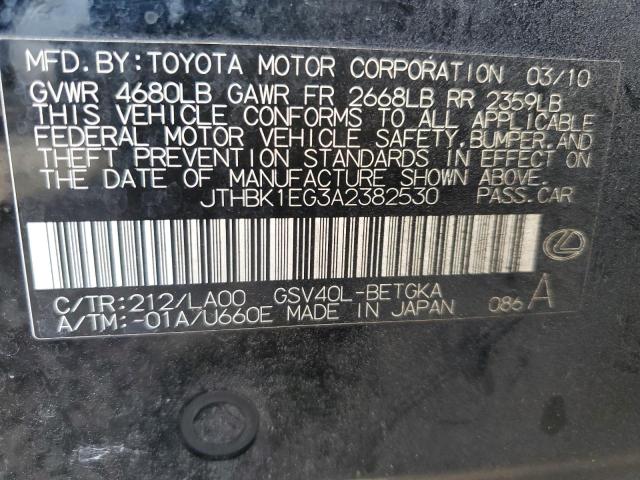 MFD. BY: TOYOTA MOTOR CORPORATION 03/10
GVWR 4680LB GAWR FR 2668LB RR 2359LB
THIS VEHICLE CONFORMS TO ALL APPLICABLE
FEDERAL MOTOR VEHICLE SAFETY, BUMPER, AND
THEFT PREVENTION STANDARDS IN EFFECT ON
THE DATE OF MANUFACTURE SHOWN ABOVE.
JTHBK1EG3A2382530 PASS. CAR
C/TR: 212/LA00 GSV40L-BETGKA
A/TM: -01A/U660E MADE IN JAPAN 086 A